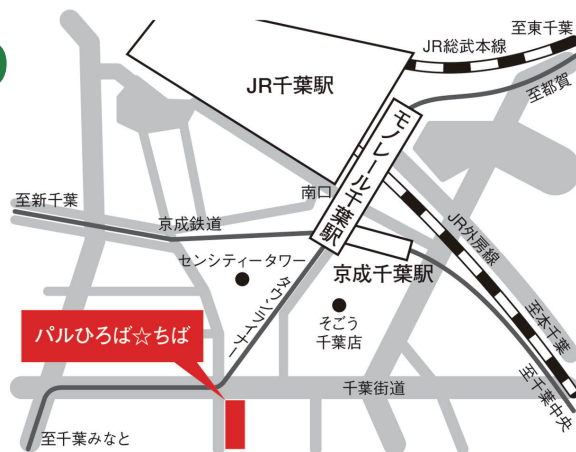 至東千葉
JR総武本線
JR千葉駅
至都賀
モノレール千葉駅
南口
至新千葉
京成鉄道
JR外房線
センシティータワー
京成千葉駅
タウンライナー
そごう
千葉店
至本千葉
パルひろば☆ちば
千葉街道
至千葉中央
至千葉みなと